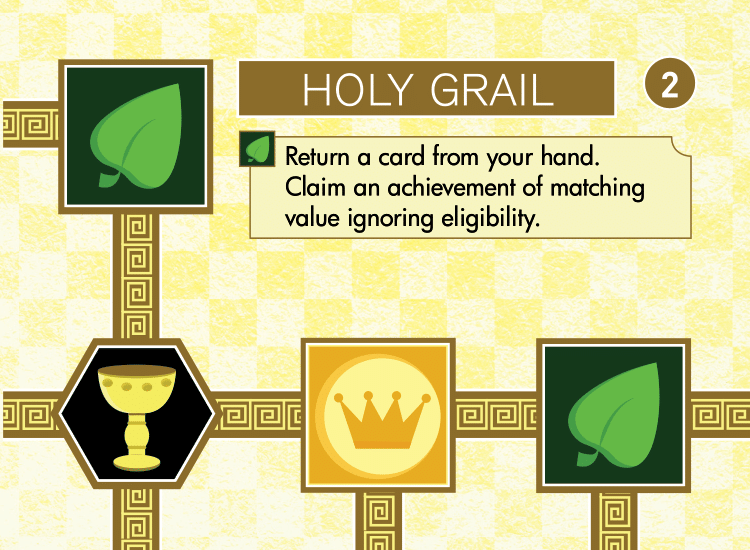 HOLY GRAIL
2
Return a card from your hand.
Claim an achievement of matching
value ignoring eligibility.